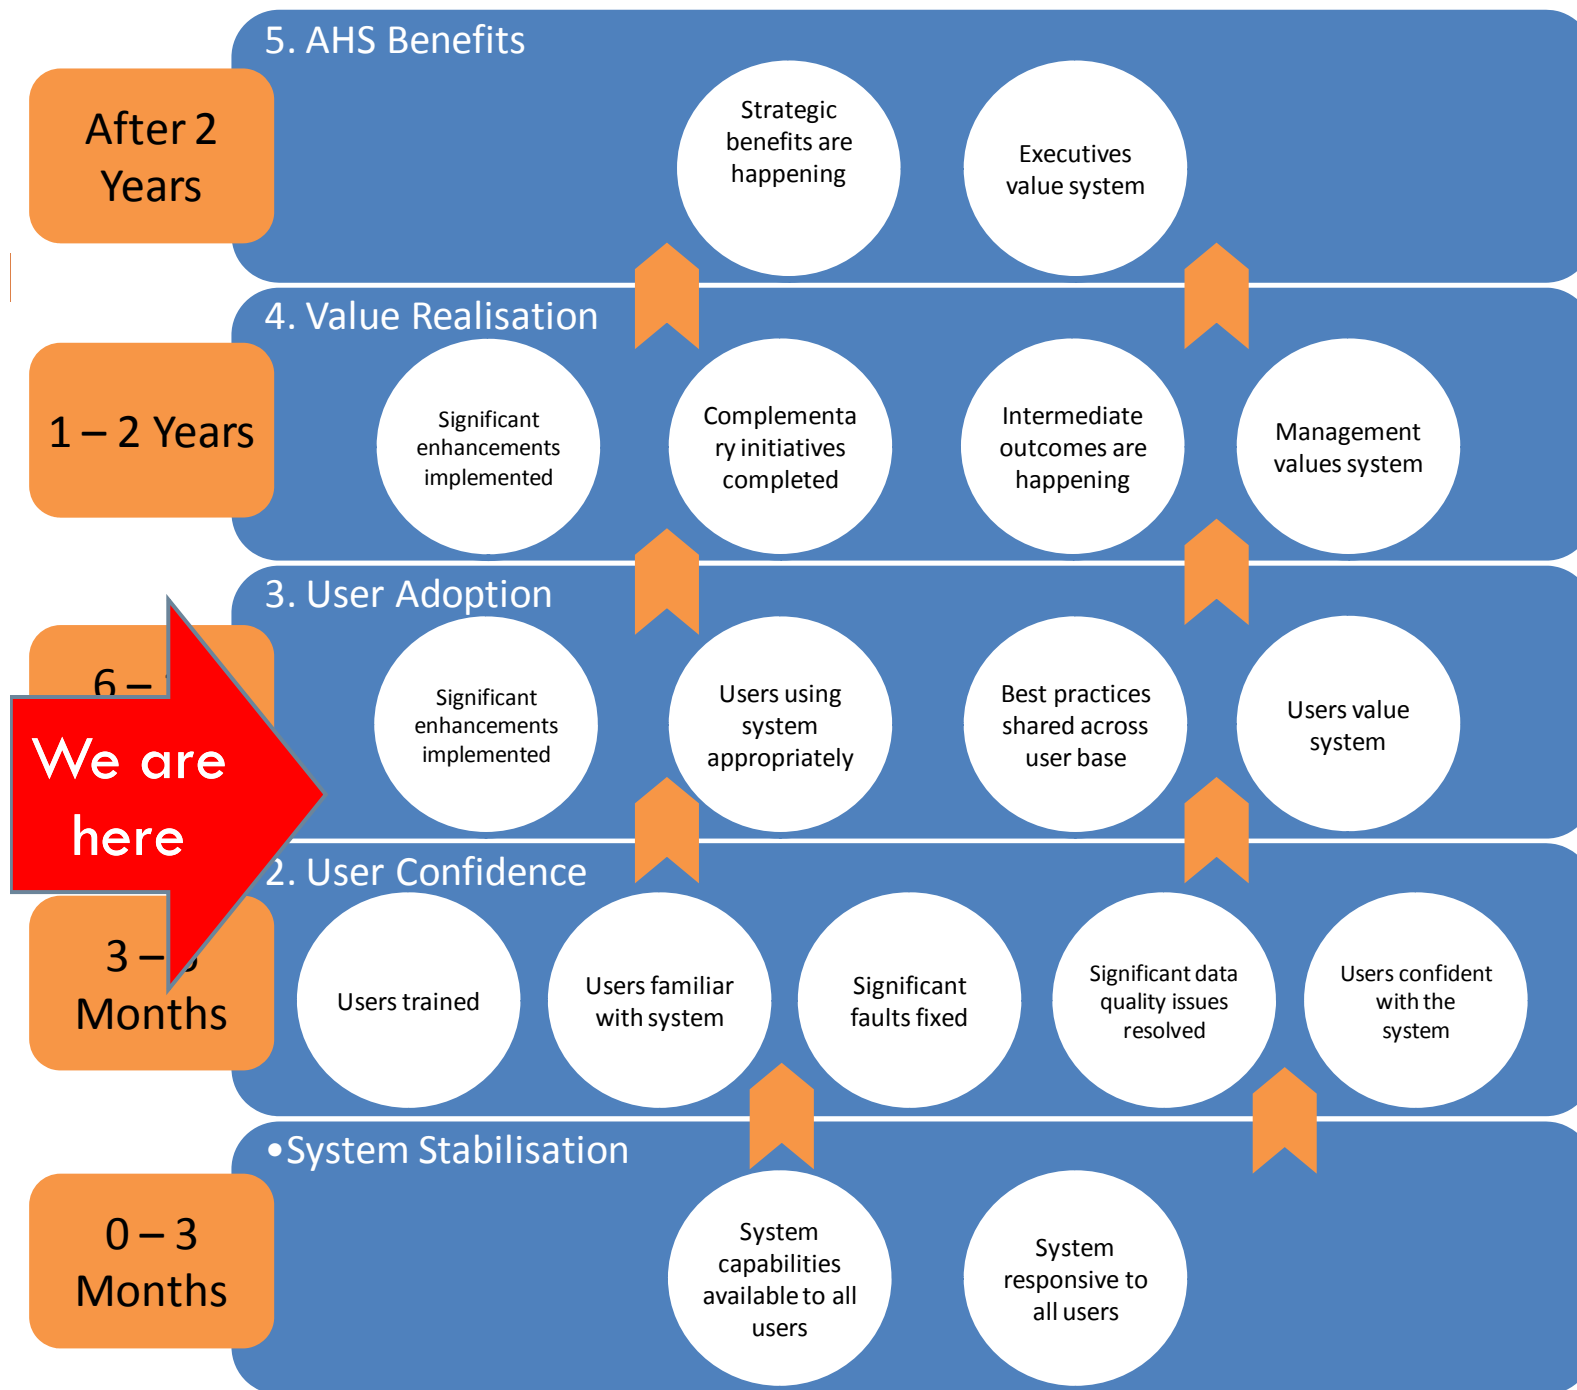 5. AHS Benefits
After 2
Years
Strategic
benefits are
happening
Executives
value system
4. Value Realisation
1 – 2 Years
Significant
enhancements
implemented
Complementa
ry initiatives
completed
Intermediate
outcomes are
happening
Management
values system
3. User Adoption
6 –
Significant
enhancements
implemented
Users using
system
appropriately
Best practices
shared across
user base
Users value
system
We are
here
2. User Confidence
3 –
Months
Users trained
Users familiar
with system
Significant
faults fixed
Significant data
quality issues
resolved
Users confident
with the
system
•System Stabilisation
0 – 3
Months
System
capabilities
available to all
users
System
responsive to
all users